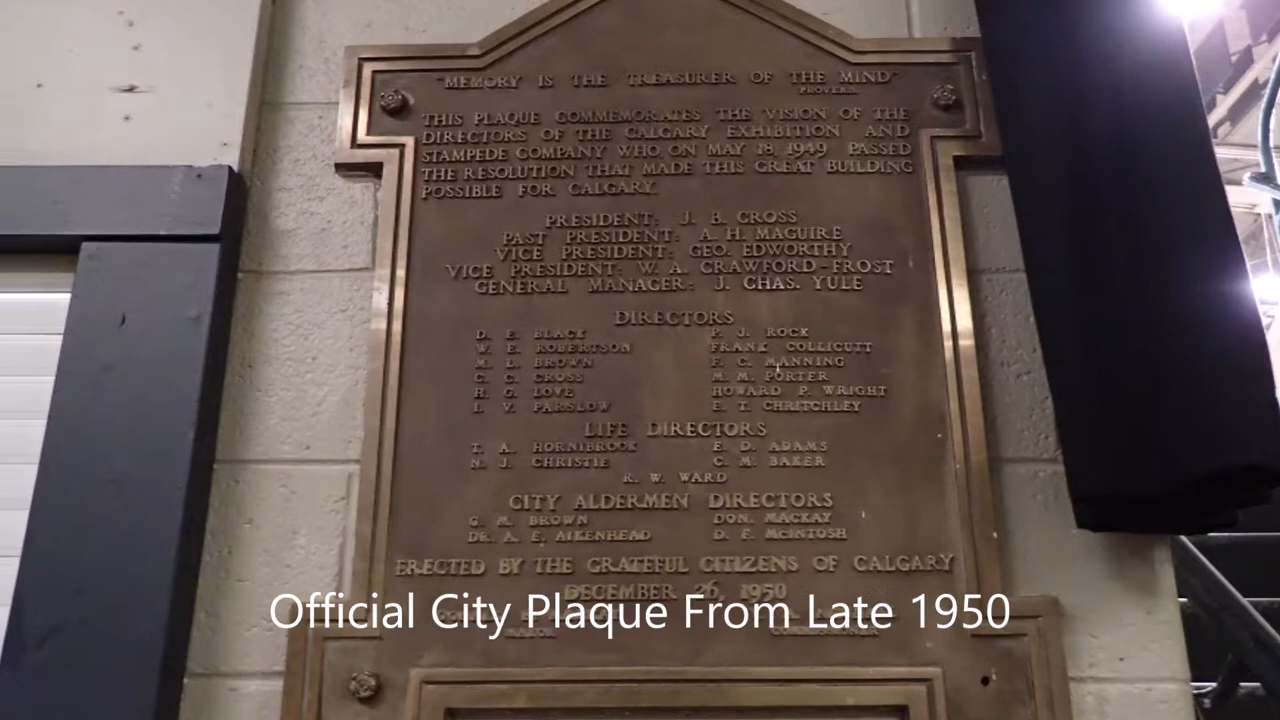 "MEMORY IS THE TREASURER OF THE MIND"
PROVERB.
THIS PLAQUE COMMEMORATES THE VISION OF THE
DIRECTORS OF THE CALGARY EXHIBITION AND
STAMPEDE COMPANY WHO, ON MAY 18, 1949 PASSED
THE RESOLUTION THAT MADE THIS GREAT BUILDING
POSSIBLE FOR CALGARY.
PRESIDENT: J. B. CROSS
PAST PRESIDENT: A. H. MAGUIRE
VICE PRESIDENT: GEO. EDWORTHY
VICE PRESIDENT: W. A. CRAWFORD-FROST
GENERAL MANAGER: J. CHAS. YULE
DIRECTORS
D. E. BLACK P. J. ROCK
W. E. ROBERTSON FRANK COLLICUTT
M. L. BROWN F. C. MANNING
C. C. CROSS M. M. PORTER
H. G. LOVE HOWARD P. WRIGHT
I. V. PARSLOW E. T. CHRITCHLEY
LIFE DIRECTORS
T. A. HORNIBROOK E. D. ADAMS
N. J. CHRISTIE C. M. BAKER
R. W. WARD
CITY ALDERMEN DIRECTORS
G. M. BROWN DON. MACKAY
DR. A. E. AIKENHEAD D. F. McINTOSH
ERECTED BY THE GRATEFUL CITIZENS OF CALGARY
DECEMBER 26, 1950
Official City Plaque From Late 1950
MAYOR COMMISSIONER